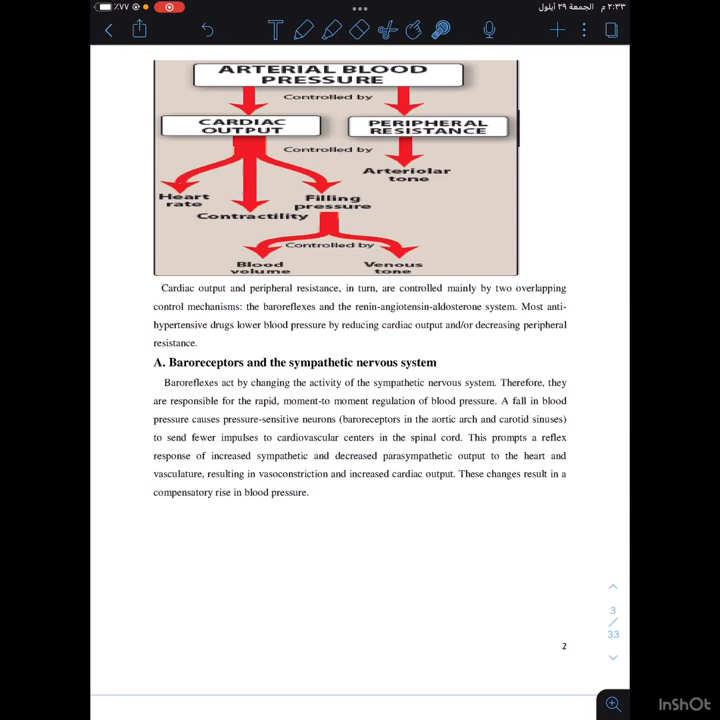 ٪٧٧
٢:٣٣ م الجمعة ٢٩ أيلول
ARTERIAL BLOOD
PRESSURE
Controlled by
CARDIAC
OUTPUT
PERIPHERAL
RESISTANCE
Controlled by
Arteriolar
tone
Heart
rate
Contractility
Filling
pressure
Controlled by
Blood
volume
Venous
tone
Cardiac output and peripheral resistance, in turn, are controlled mainly by two overlapping
control mechanisms: the baroreflexes and the renin-angiotensin-aldosterone system. Most anti-
hypertensive drugs lower blood pressure by reducing cardiac output and/or decreasing peripheral
resistance.
A. Baroreceptors and the sympathetic nervous system
Baroreflexes act by changing the activity of the sympathetic nervous system. Therefore, they
are responsible for the rapid, moment-to moment regulation of blood pressure. A fall in blood
pressure causes pressure-sensitive neurons (baroreceptors in the aortic arch and carotid sinuses)
to send fewer impulses to cardiovascular centers in the spinal cord. This prompts a reflex
response of increased sympathetic and decreased parasympathetic output to the heart and
vasculature, resulting in vasoconstriction and increased cardiac output. These changes result in a
compensatory rise in blood pressure.
3
/
33
2
InShOt